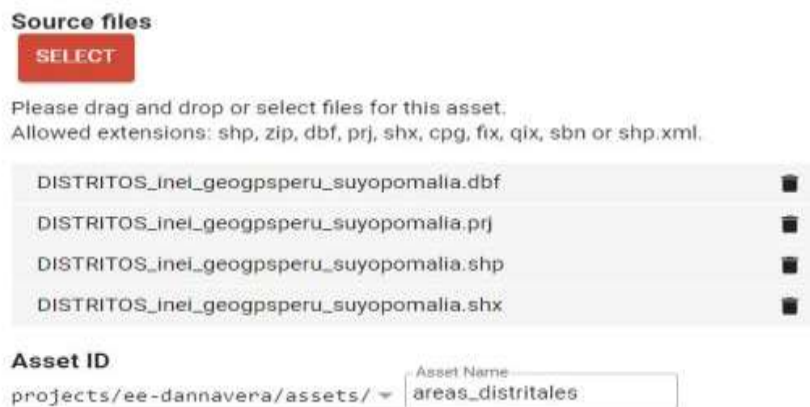 Source files
SELECT
Please drag and drop or select files for this asset.
Allowed extensions: shp, zip, dbf, prj, shx, cpg, fix, qix, sbn or shp.xml.
DISTRITOS_inei_geogpsperu_suyopomalia.dbf
DISTRITOS_inei_geogpsperu_suyopomalia.prj
DISTRITOS_inei_geogpsperu_suyopomalia.shp
DISTRITOS_inei_geogpsperu_suyopomalia.shx
Asset ID
Asset Name
projects/ee-dannavera/assets/ areas_distritales